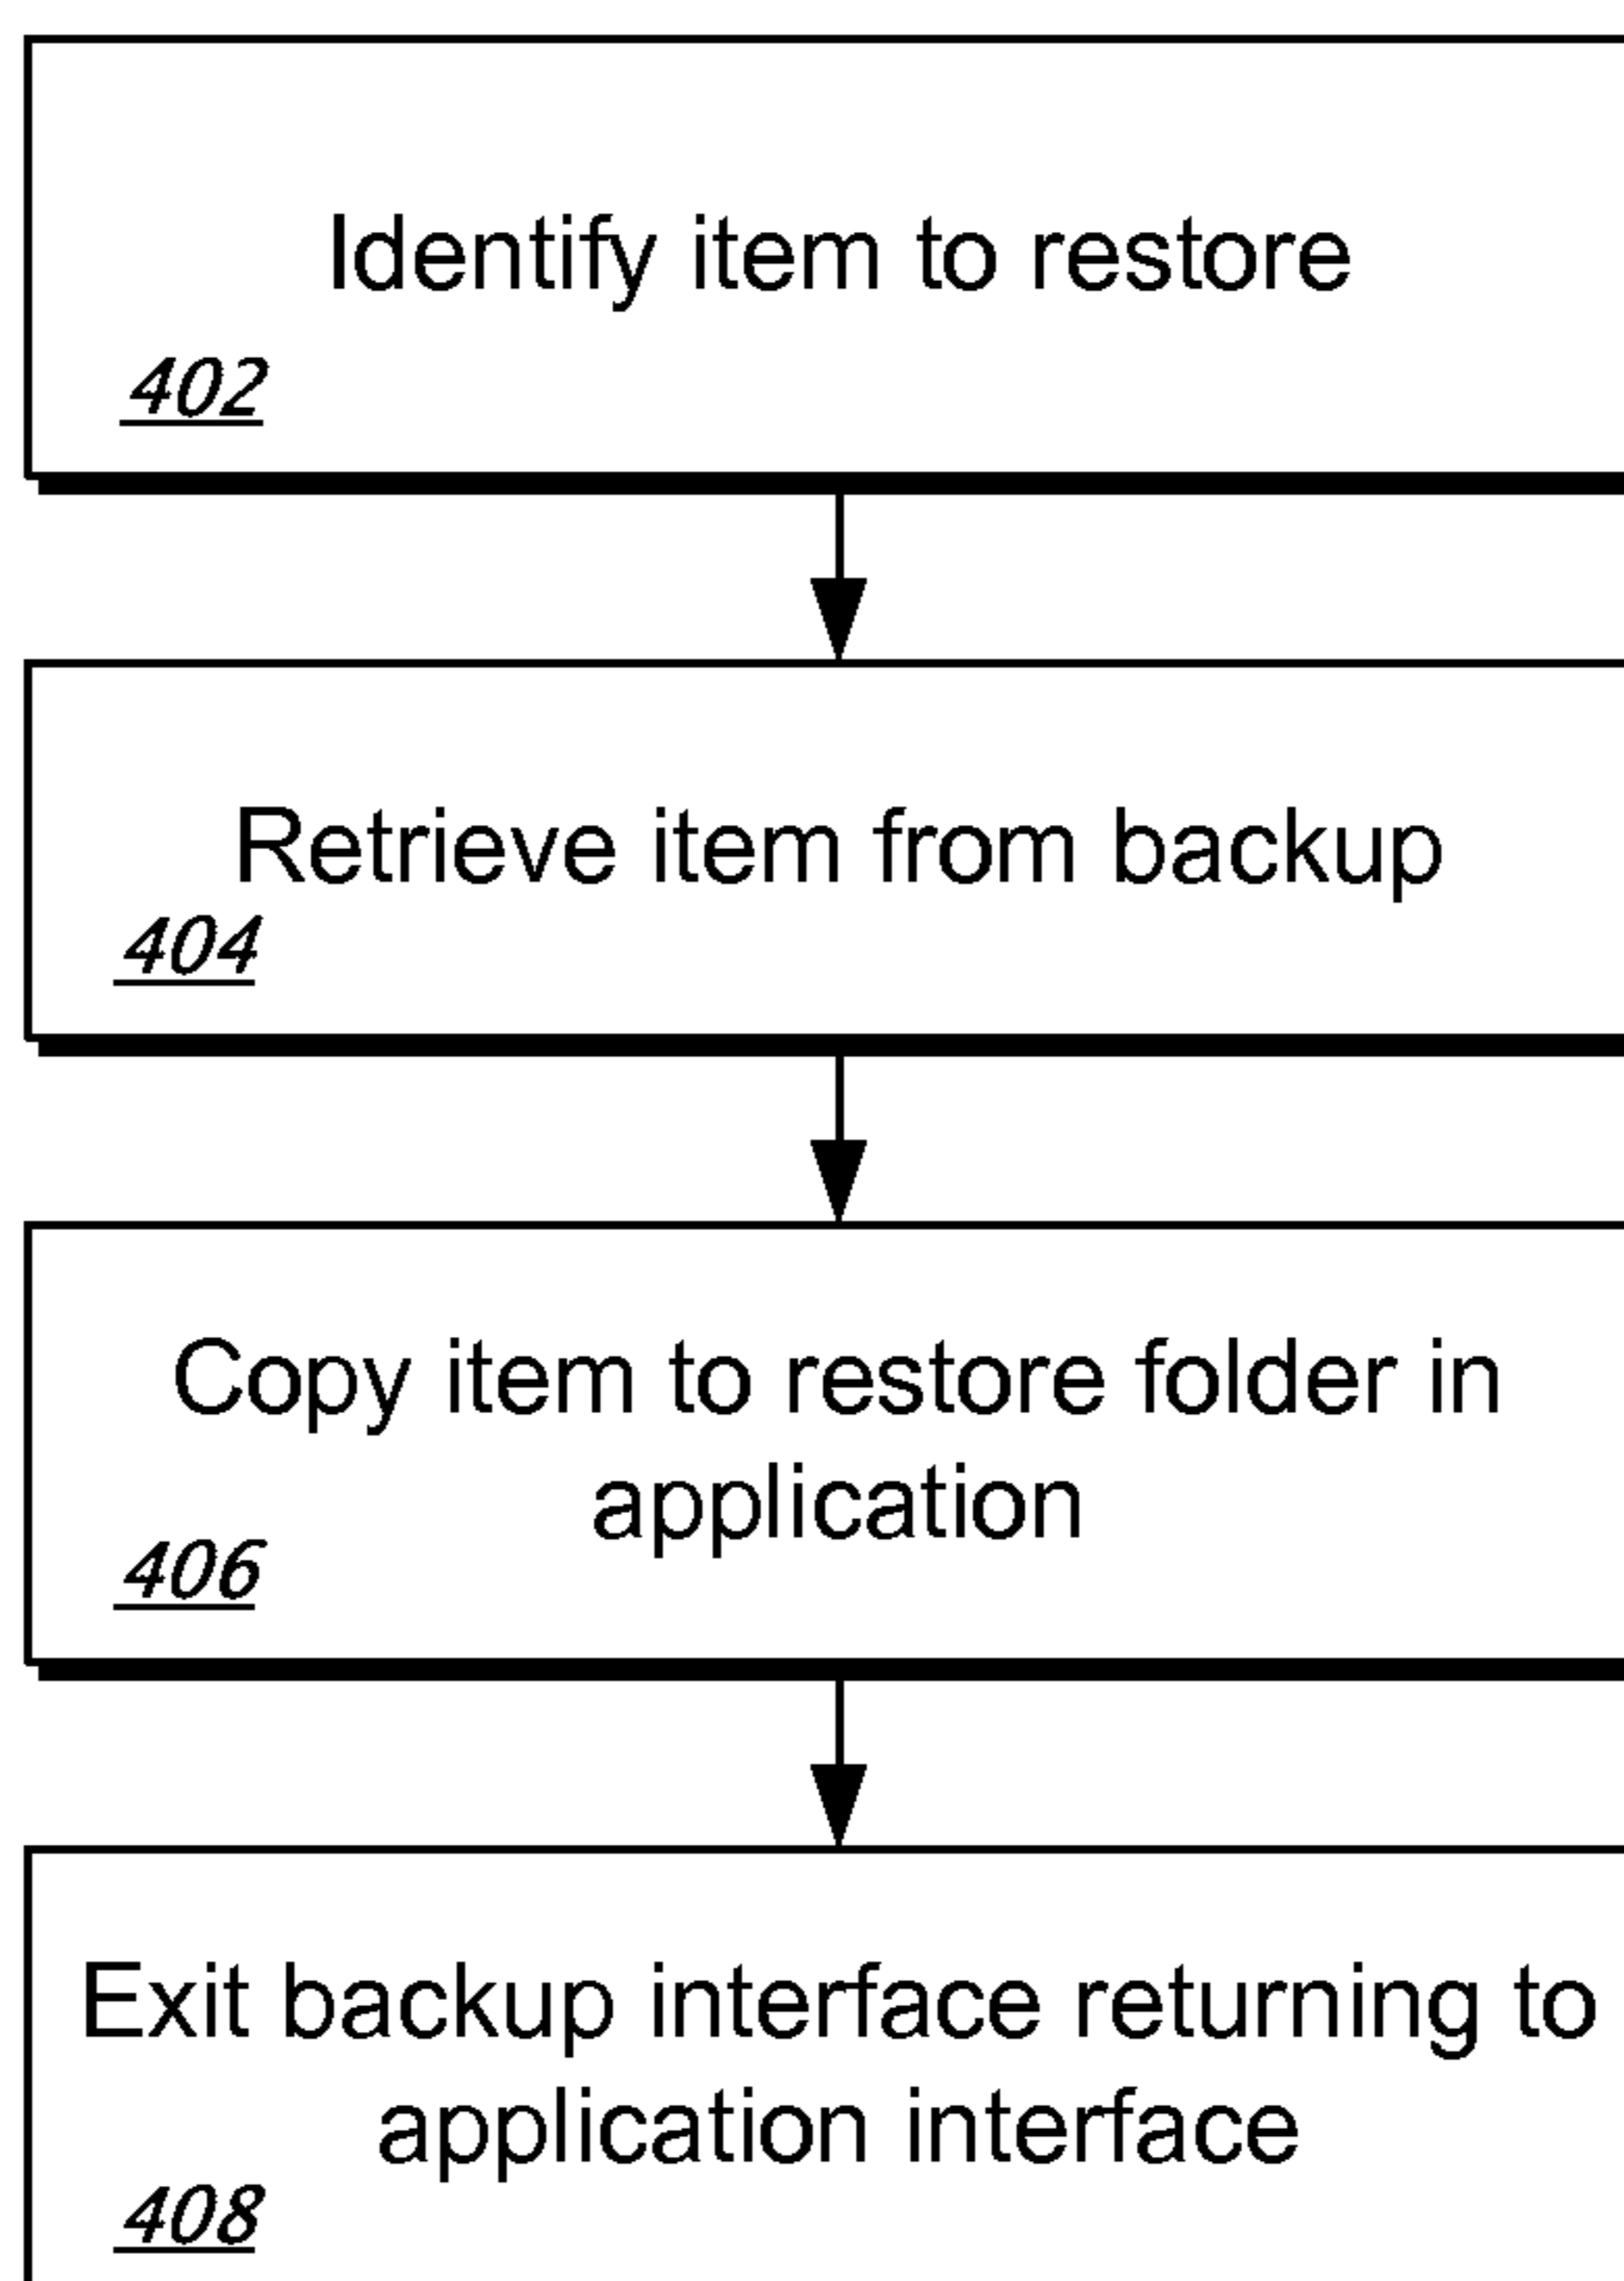 Identify item to restore
402
Retrieve item from backup
404
Copy item to restore folder in
application
406
Exit backup interface returning to
application interface
408